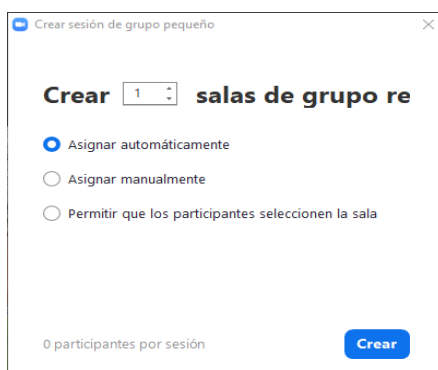 Crear sesión de grupo pequeño
Crear 1 salas de grupo re
Asignar automáticamente
Asignar manualmente
Permitir que los participantes seleccionen la sala
0 participantes por sesión Crear